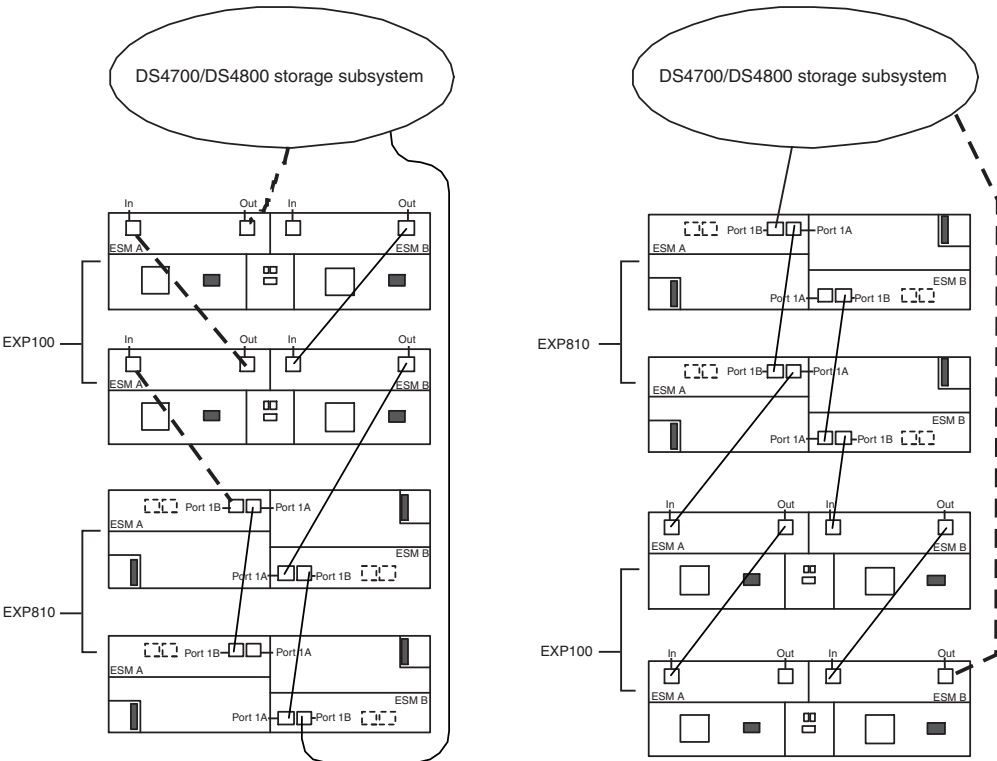 DS4700/DS4800 storage subsystem
In
Out
In
Out
ESM A
ESM B
EXP100
In
Out
In
Out
ESM A
ESM B
Port 1B
Port 1A
ESM A
ESM B
Port 1A
Port 1B
EXP810
Port 1B
Port 1A
ESM A
ESM B
Port 1A
Port 1B
DS4700/DS4800 storage subsystem
Port 1B
Port 1A
ESM A
ESM B
Port 1A
Port 1B
EXP810
Port 1B
Port 1A
ESM A
ESM B
Port 1A
Port 1B
In
Out
In
Out
ESM A
ESM B
EXP100
In
Out
In
Out
ESM A
ESM B